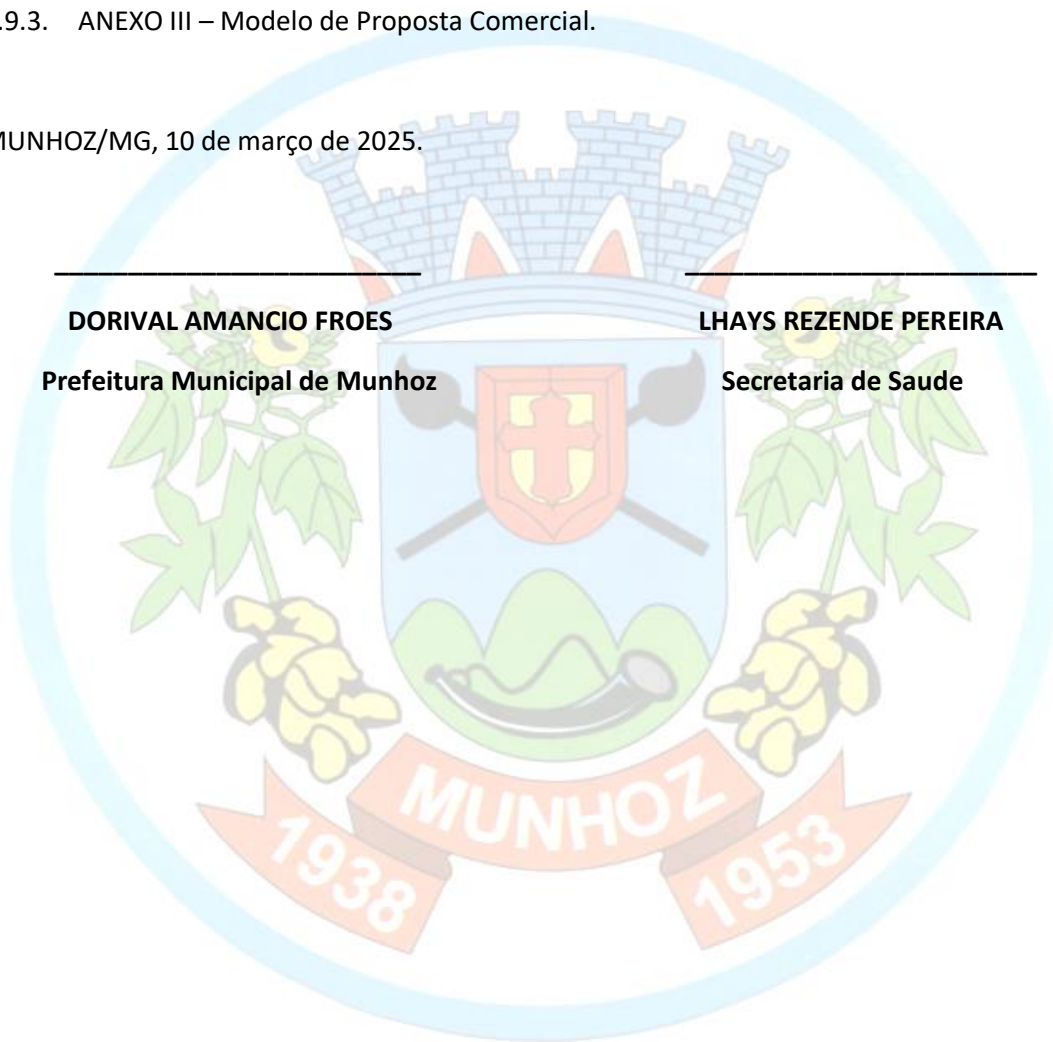 .9.3. ANEXO III – Modelo de Proposta Comercial.
MUNHOZ/MG, 10 de março de 2025.
DORIVAL AMANCIO FROES
Prefeitura Municipal de Munhoz
LHAYS REZENDE PEREIRA
Secretaria de Saude
MUNHOZ
1938
1953